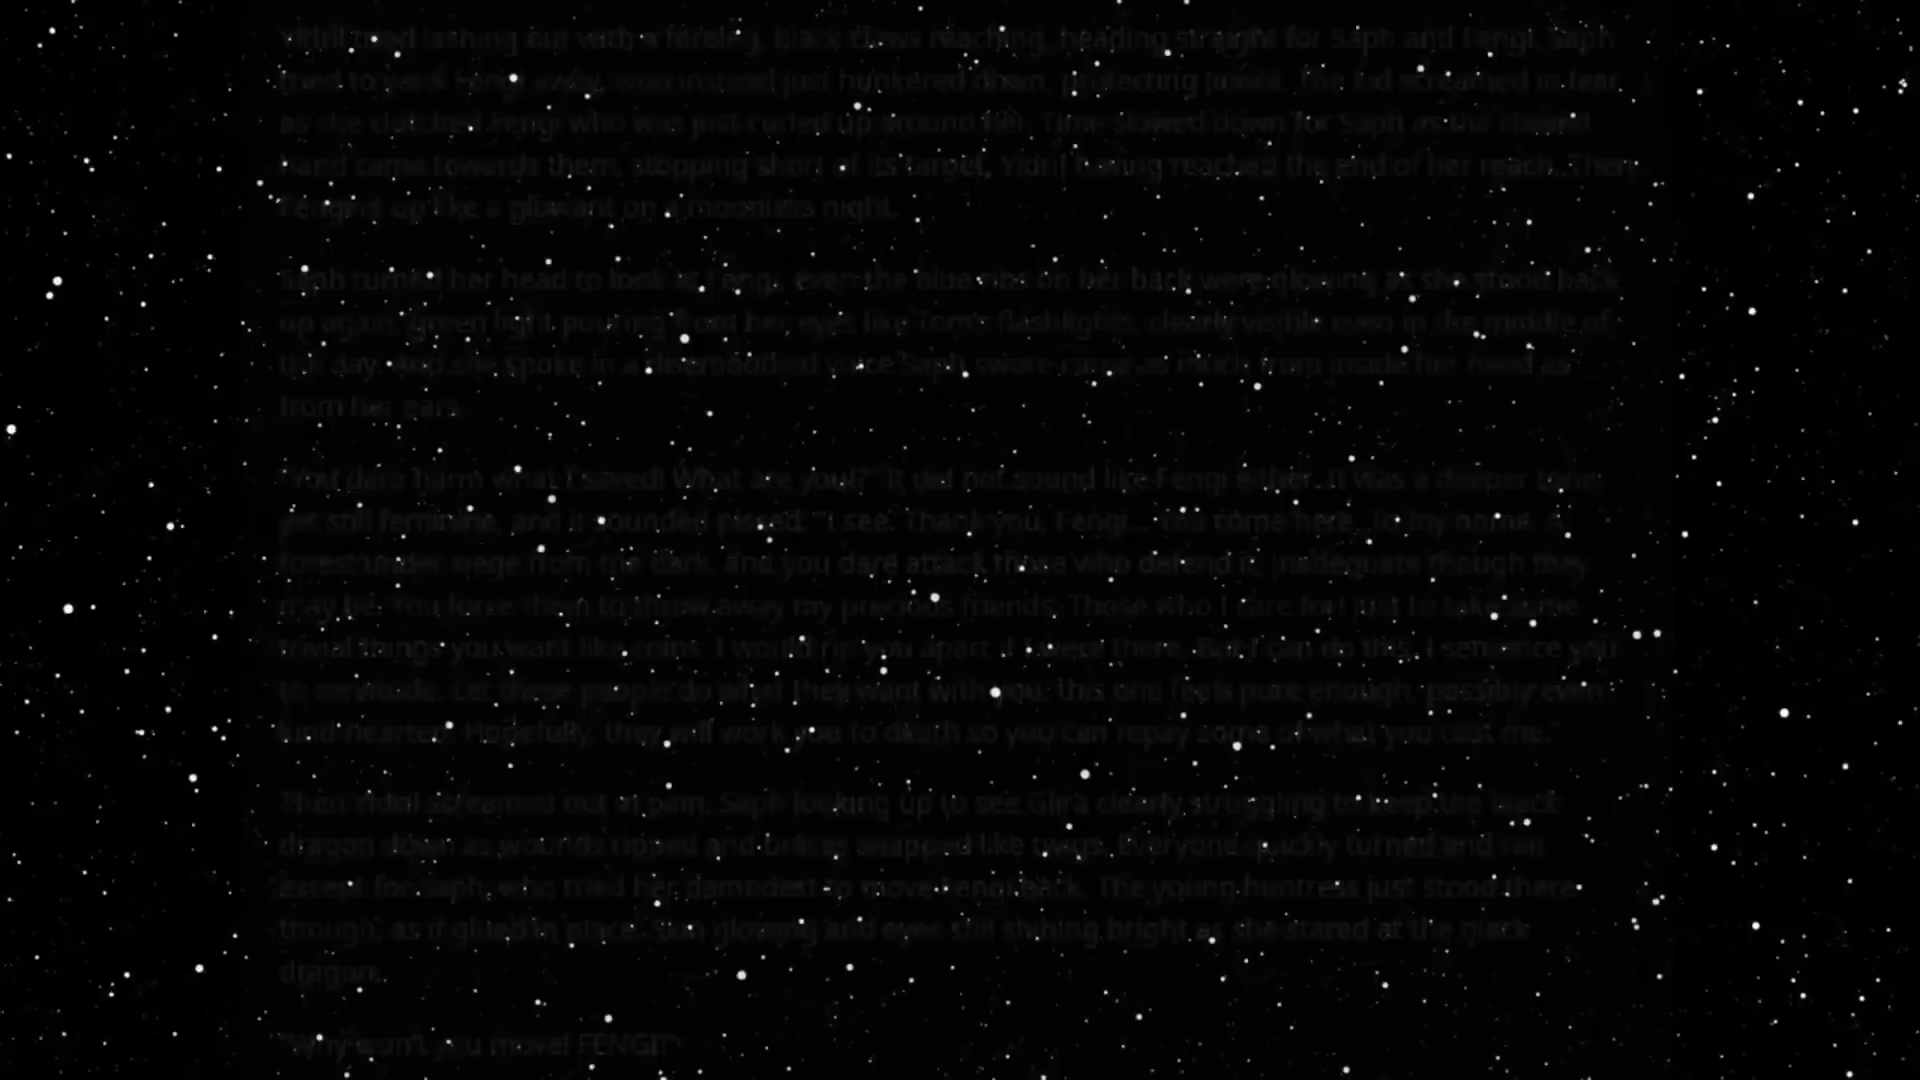 Yidril tried lashing out with a foreleg, black claws reaching, heading straight for Saph and Fengi. Saph
tried to yank Fengi away, who instead just hunkered down, protecting Junior. The kid screamed in fear
as she clutched Fengi who was just curled up around him. Time slowed down for Saph as the clawed
hand came towards them, stopping short of its target, Yidril having reached the end of her reach. Then
Fengi lit up like a on a moonless night.
Saph turned her head to look at Fengi, even the blue ribs on her back were glowing as she stood back
up again, green light pouring from her eyes like Tom's flashlights, clearly visible even in the middle of
the day. And she spoke in a disembodied voice Saph swore came as much from inside her head as
from her ears.
"You dare harm what I saved! What are you!?" It did not sound like Fengi either. It was a deeper tone
yet still feminine, and it sounded pissed. "I see. Thank you, Fengi... You come here. To my home. A
forest under siege from the dark. And you dare attack those who defend it, inadequate though they
may be. You force them to throw away my precious friends. Those who I care for! Just to take some
trivial things you want like coins. I would rip you apart if I were there. But I can do this. I sentence you
to servitude. Let these people do what they want with you; this one feels pure enough, possibly even
kind hearted. Hopefully, they will work you to death so you can repay some of what you cost me."
Then Yidril screamed out in pain, Saph looking up to see Glira clearly struggling to keep the black
dragon down as wounds ripped and braces snapped like twigs. Everyone quickly turned and ran
except for Saph, who tried her damndest to move Fengi back. The young huntress just stood there
though, as if glued in place. Still glowing and eyes still shining bright as she stared at the black
dragon.
"Why won't you move! FENGI!"